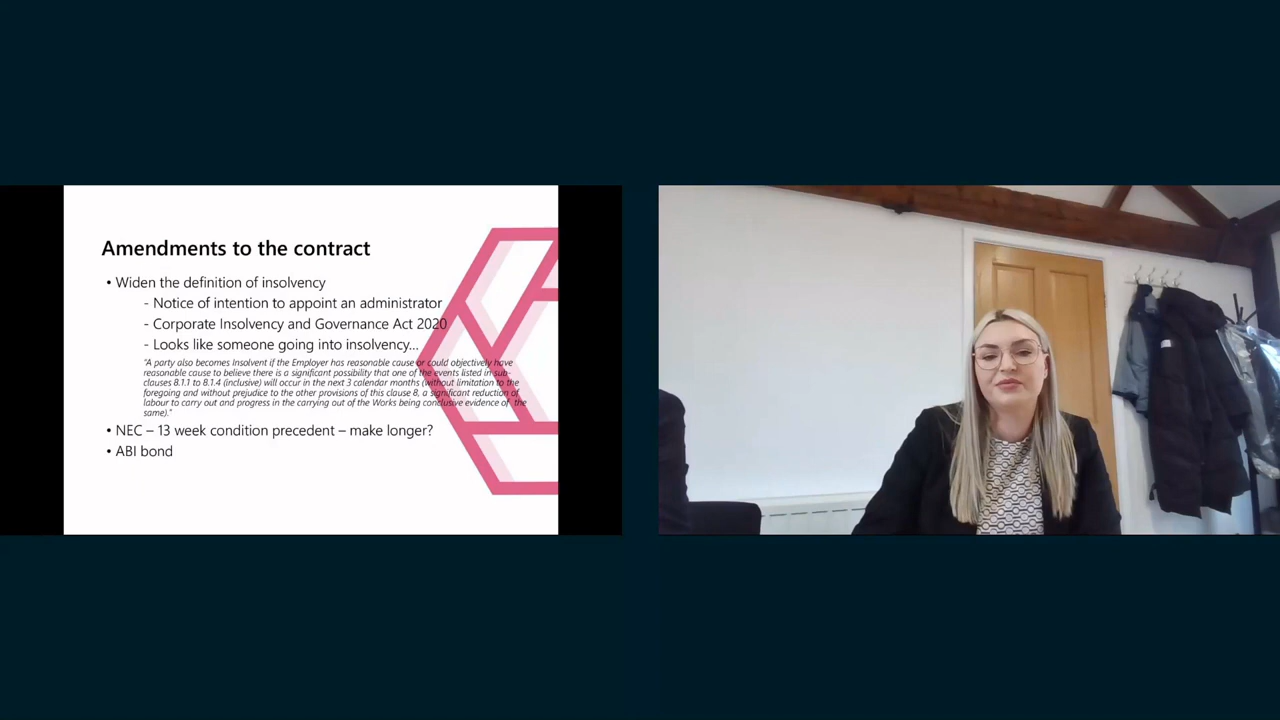 Amendments to the contract
• Widen the definition of insolvency
- Notice of intention to appoint an administrator
- Corporate Insolvency and Governance Act 2020
- Looks like someone going into insolvency...
"A party also becomes Insolvent if the Employer has reasonable cause or could objectively have
reasonable cause to believe there is a significant possibility that one of the events listed in sub-
clauses 8.1.1 to 8.1.4 (inclusive) will occur in the next 3 calendar months (without limitation to the
foregoing and without prejudice to the other provisions of this clause 8, a significant reduction of
labour to carry out and progress in the carrying out of the Works being conclusive evidence of the
same)."
• NEC – 13 week condition precedent – make longer?
• ABI bond